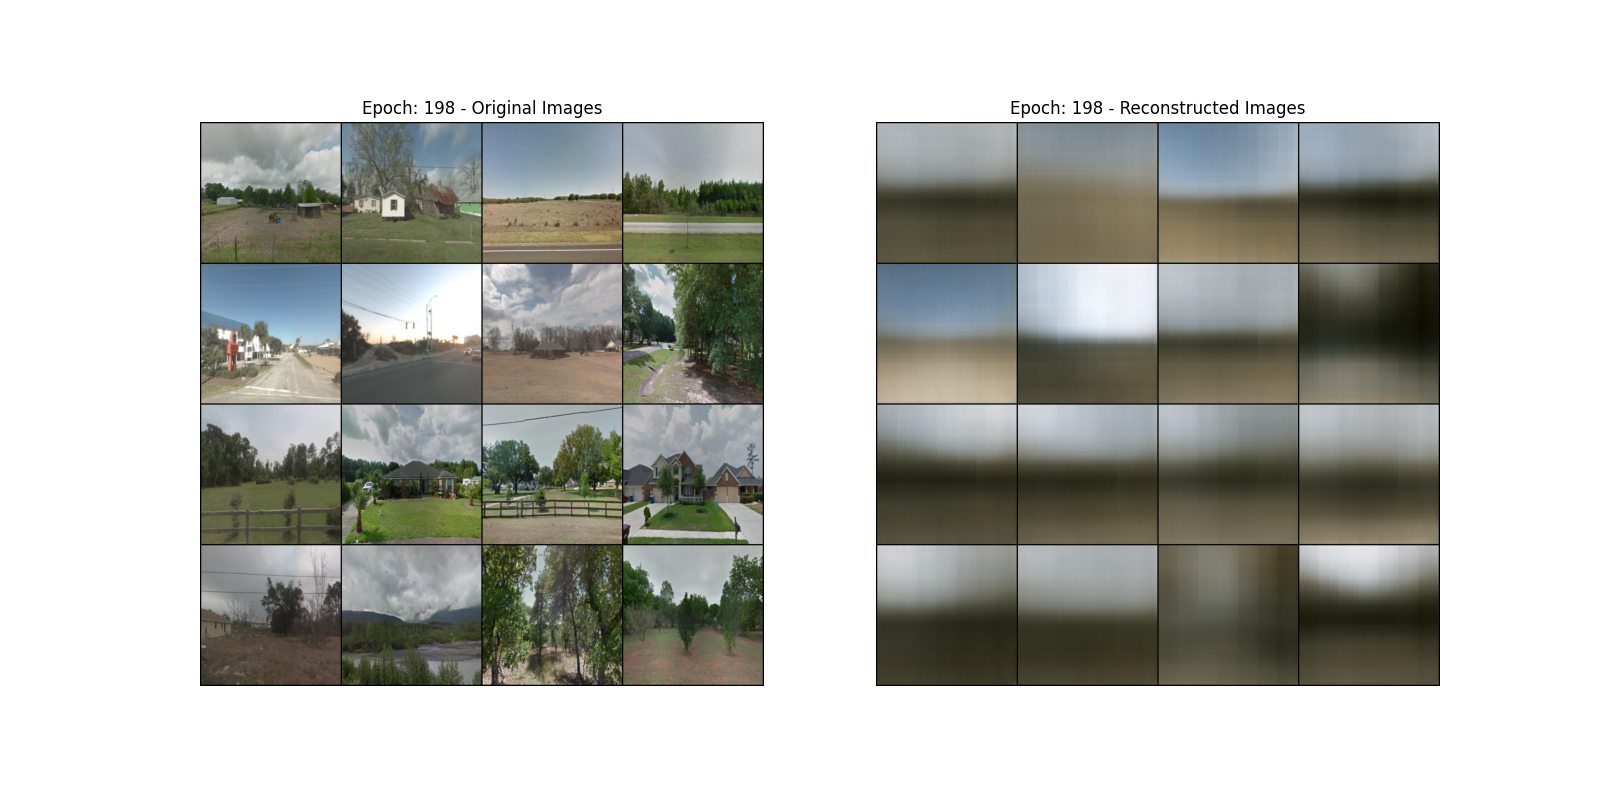 Epoch: 198 - Original Images
Epoch: 198 - Reconstructed Images